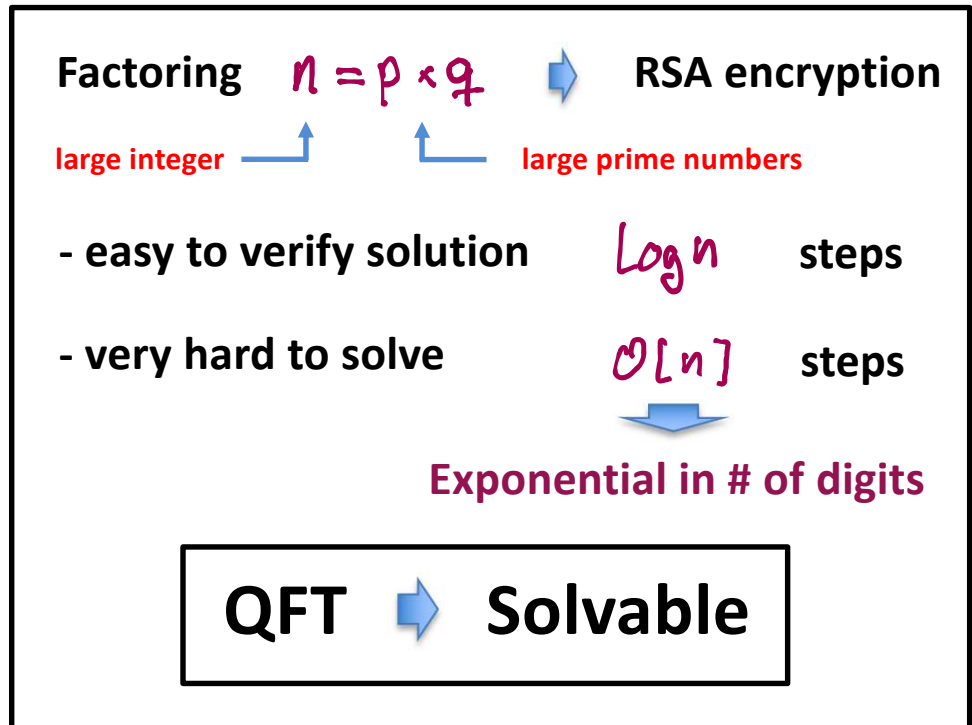 Factoring n = p × q RSA encryption
large integer large prime numbers
- easy to verify solution Log n steps
- very hard to solve O[n] steps
Exponential in # of digits
QFT Solvable